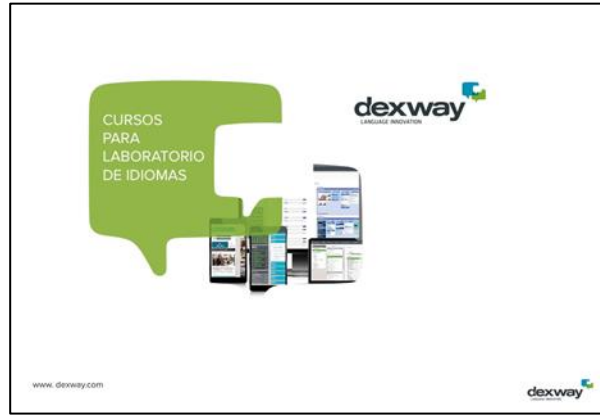 CURSOS
PARA
LABORATORIO
DE IDIOMAS
dexway
LANGUAGE INNOVATION
www. dexway.com
dexway